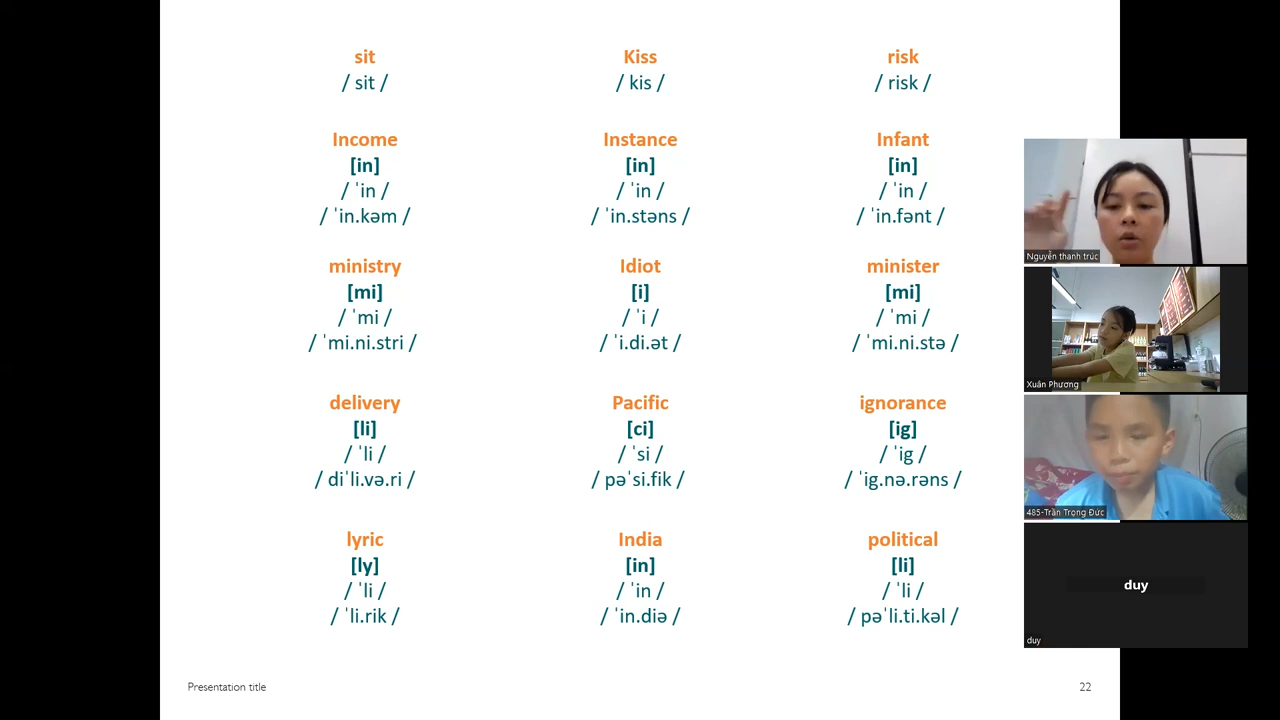 sit
/ sit /
Kiss
/ kis /
risk
/ risk /
Income
[in]
/ ˈin /
/ ˈin.kəm /
Instance
[in]
/ ˈin /
/ ˈin.stəns /
Infant
[in]
/ ˈin /
/ ˈin.fənt /
ministry
[mi]
/ ˈmi /
/ ˈmi.ni.stri /
Idiot
[i]
/ ˈi /
/ ˈi.di.ət /
minister
[mi]
/ ˈmi /
/ ˈmi.ni.stə /
delivery
[li]
/ ˈli /
/ diˈli.və.ri /
Pacific
[ci]
/ ˈsi /
/ pəˈsi.fik /
ignorance
[ig]
/ ˈig /
/ ˈig.nə.rəns /
lyric
[ly]
/ ˈli /
/ ˈli.rik /
India
[in]
/ ˈin /
/ ˈin.diə /
political
[li]
/ ˈli /
/ pəˈli.ti.kəl /
Presentation title
22
Nguyễn thanh trúc
Xuân Phương
485-Trần Trọng Đức
duy
duy